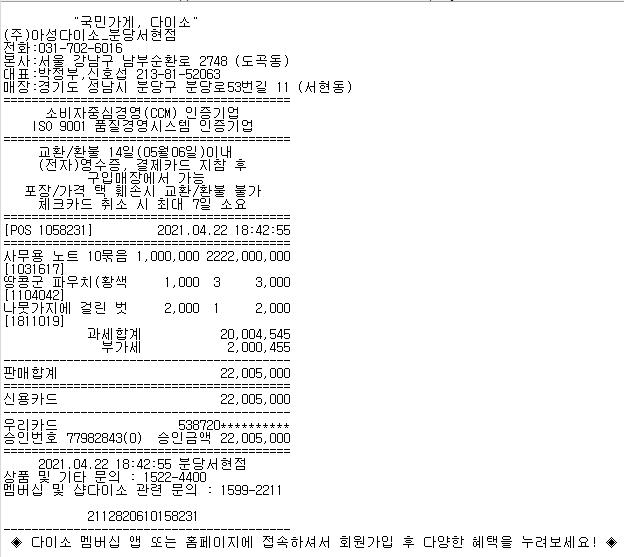 "국민가게, 다이소"
(주)아성다이소_분당서현점
전화:031-702-6016
본사:서울 강남구 남부순환로 2748 (도곡동)
대표:박정부,신호섭 213-81-52063
매장:경기도 성남시 분당구 분당로53번길 11 (서현동)
========================================
소비자중심경영(CCM) 인증기업
ISO 9001 품질경영시스템 인증기업
========================================
교환/환불 14일(05월06일)이내
(전자)영수증, 결제카드 지참 후
구입매장에서 가능
포장/가격 택 훼손시 교환/환불 불가
체크카드 취소 시 최대 7일 소요
========================================
[POS 1058231] 2021.04.22 18:42:55
========================================
사무용 노트 10묶음 1,000,000 2222,000,000
[1031617]
땅콩군 파우치(황색 1,000 3 3,000
[1104042]
나뭇가지에 걸린 벗 2,000 1 2,000
[1811019]
과세합계 20,004,545
부가세 2,000,455
----------------------------------------
판매합계 22,005,000
========================================
신용카드 22,005,000
----------------------------------------
우리카드 538720**********
승인번호 77982843(0) 승인금액 22,005,000
========================================
2021.04.22 18:42:55 분당서현점
상품 및 기타 문의 : 1522-4400
멤버십 및 샵다이소 관련 문의 : 1599-2211
2112820610158231
----------------------------------------
◈ 다이소 멤버십 앱 또는 홈페이지에 접속하셔서 회원가입 후 다양한 혜택을 누려보세요! ◈